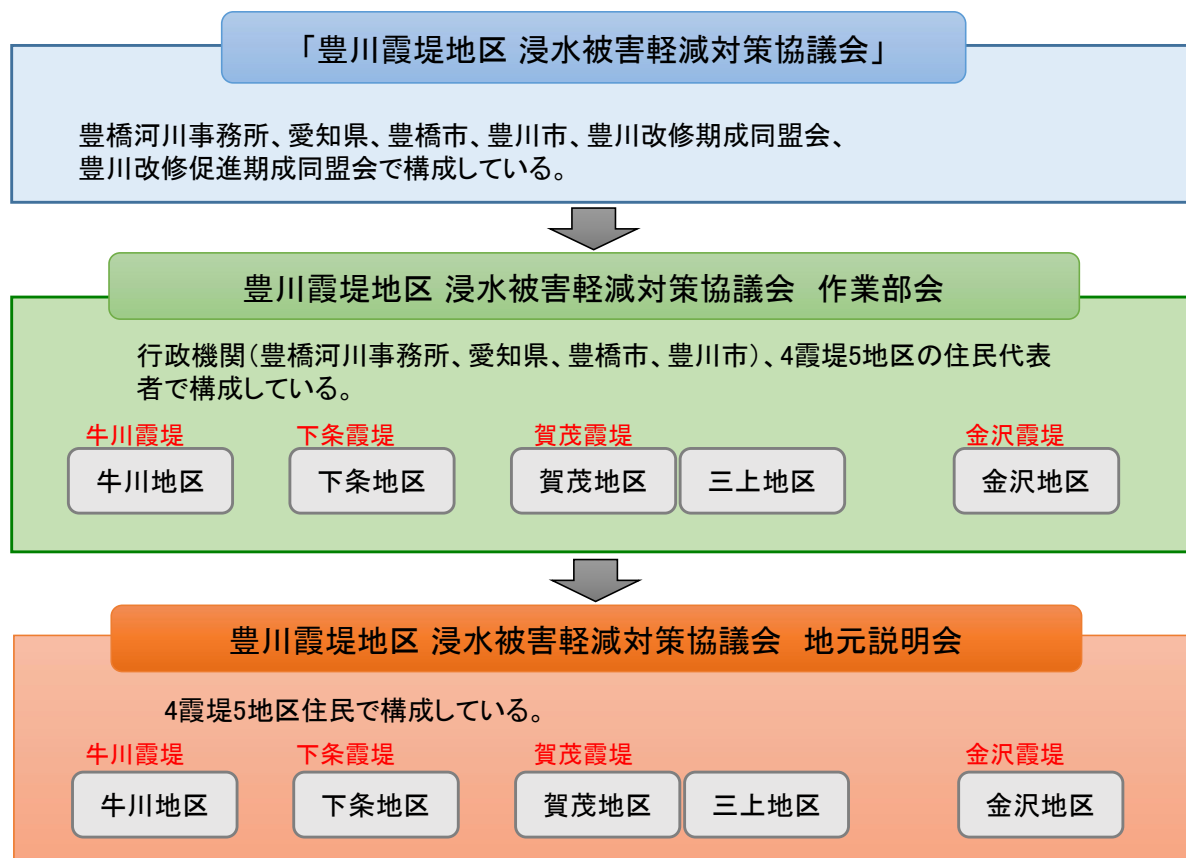 「豊川霞堤地区 浸水被害軽減対策協議会」
豊橋河川事務所、愛知県、豊橋市、豊川市、豊川改修期成同盟会、
豊川改修促進期成同盟会で構成している。
豊川霞堤地区 浸水被害軽減対策協議会　作業部会
行政機関(豊橋河川事務所、愛知県、豊橋市、豊川市)、4霞堤5地区の住民代表
者で構成している。
牛川霞堤 下条霞堤 賀茂霞堤 金沢霞堤
牛川地区 下条地区 賀茂地区 三上地区 金沢地区
豊川霞堤地区 浸水被害軽減対策協議会　地元説明会
4霞堤5地区住民で構成している。
牛川霞堤 下条霞堤 賀茂霞堤 金沢霞堤
牛川地区 下条地区 賀茂地区 三上地区 金沢地区